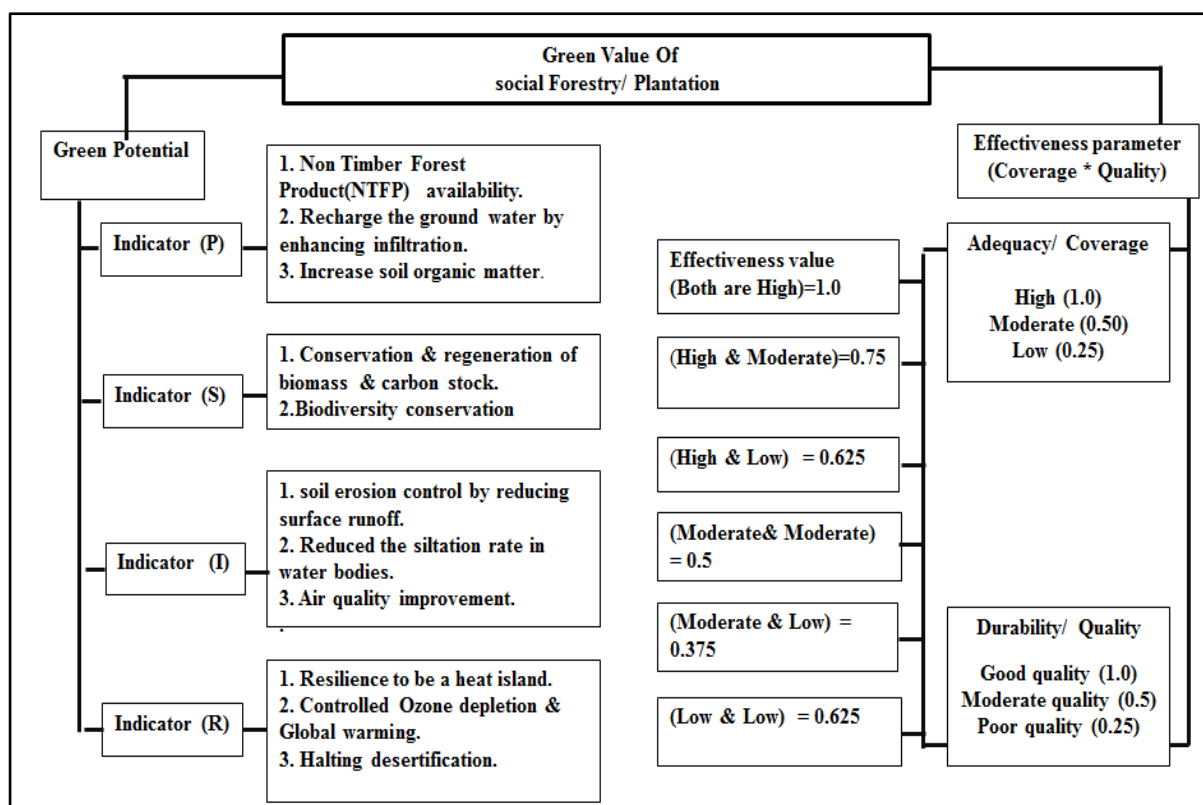 Green Value Of
social Forestry/ Plantation
Green Potential
Indicator (P)
1. Non Timber Forest
Product(NTFP) availability.
2. Recharge the ground water by
enhancing infiltration.
3. Increase soil organic matter.
Indicator (S)
1. Conservation & regeneration of
biomass & carbon stock.
2.Biodiversity conservation
Indicator (I)
1. soil erosion control by reducing
surface runoff.
2. Reduced the siltation rate in
water bodies.
3. Air quality improvement.
.
Indicator (R)
1. Resilience to be a heat island.
2. Controlled Ozone depletion &
Global warming.
3. Halting desertification.
Effectiveness parameter
(Coverage * Quality)
Effectiveness value
(Both are High)=1.0
(High & Moderate)=0.75
(High & Low) = 0.625
(Moderate& Moderate)
= 0.5
(Moderate & Low) =
0.375
(Low & Low) = 0.625
Adequacy/ Coverage
High (1.0)
Moderate (0.50)
Low (0.25)
Durability/ Quality
Good quality (1.0)
Moderate quality (0.5)
Poor quality (0.25)